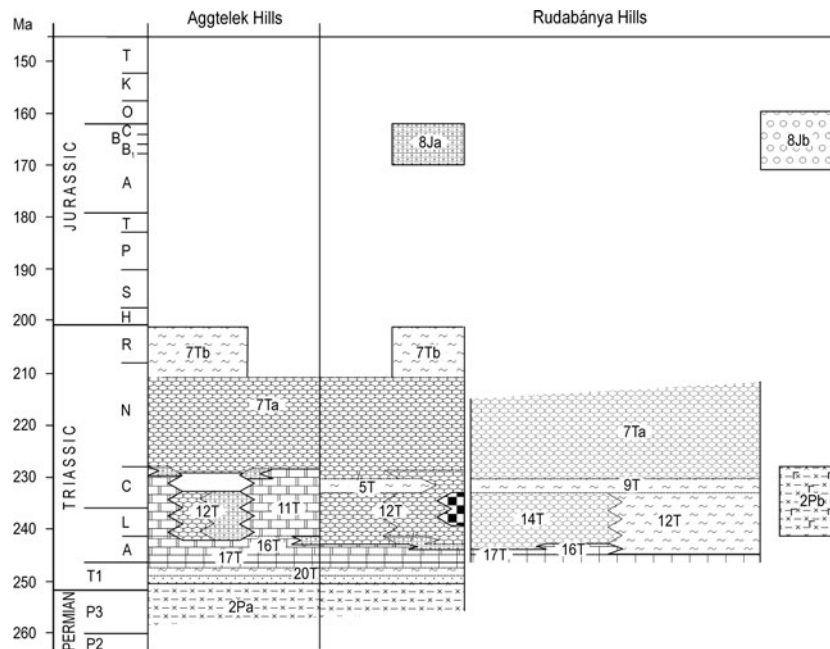 Ma Aggtelek Hills Rudabánya Hills
150 T
K
160 O
C
B 8Ja 8Jb
B1
170
A
180
T
P
190
S
H
200
R 7Tb 7Tb
210
7Ta
N
220
7Ta
230
5T 9T
C 2Pb
12T 11T 12T 14T 12T
240 L
16T
A 17T 17T 16T
T1 20T
250
P3 2Pa
260
P2
JURASSIC
TRIASSIC
PERMIAN